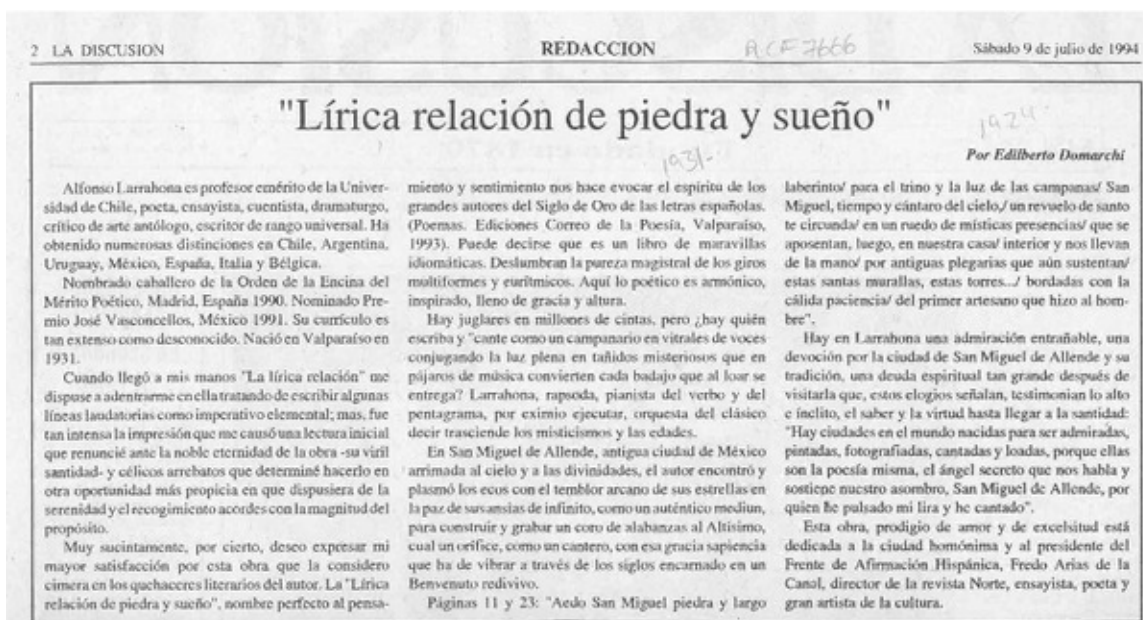 2 LA DISCUSION
REDACCION
RCF 7666
Sábado 9 de julio de 1994
"Lírica relación de piedra y sueño"
1924
1931-
Por Edilberto Domarchi
Alfonso Larrahona es profesor emérito de la Univer-
sidad de Chile, poeta, ensayista, cuentista, dramaturgo,
crítico de arte antólogo, escritor de rango universal. Ha
obtenido numerosas distinciones en Chile, Argentina,
Uruguay, México, España, Italia y Bélgica.
Nombrado caballero de la Orden de la Encina del
Mérito Poético, Madrid, España 1990. Nominado Pre-
mio José Vasconcellos, México 1991. Su currículo es
tan extenso como desconocido. Nació en Valparaíso en
1931.
Cuando llegó a mis manos "La lírica relación" me
dispuse a adentrarme en ella tratando de escribir algunas
líneas laudatorias como imperativo elemental; mas, fue
tan intensa la impresión que me causó una lectura inicial
que renuncié ante la noble eternidad de la obra -su viril
santidad- y célicos arrebatos que determiné hacerlo en
otra oportunidad más propicia en que dispusiera de la
serenidad y el recogimiento acordes con la magnitud del
propósito.
Muy sucintamente, por cierto, deseo expresar mi
mayor satisfacción por esta obra que la considero
cimera en los quehaceres literarios del autor. La "Lírica
relación de piedra y sueño", nombre perfecto al pensa-
miento y sentimiento nos hace evocar el espíritu de los
grandes autores del Siglo de Oro de las letras españolas.
(Poemas. Ediciones Correo de la Poesía, Valparaíso,
1993). Puede decirse que es un libro de maravillas
idiomáticas. Deslumbran la pureza magistral de los giros
multiformes y eurítmicos. Aquí lo poético es armónico,
inspirado, lleno de gracia y altura.
Hay juglares en millones de cintas, pero ¿hay quién
escriba y "cante como un campanario en vitrales de voces
conjugando la luz plena en tañidos misteriosos que en
pájaros de música convierten cada badajo que al loar se
entrega? Larrahona, rapsoda, pianista del verbo y del
pentagrama, por eximio ejecutar, orquesta del clásico
decir trasciende los misticismos y las edades.
En San Miguel de Allende, antigua ciudad de México
arrimada al cielo y a las divinidades, el autor encontró y
plasmó los ecos con el temblor arcano de sus estrellas en
la paz de sus ansias de infinito, como un auténtico mediun,
para construir y grabar un coro de alabanzas al Altísimo,
cual un orífice, como un cantero, con esa gracia sapiencia
que ha de vibrar a través de los siglos encarnado en un
Benvenuto redivivo.
Páginas 11 y 23: "Aedo San Miguel piedra y largo
laberinto/ para el trino y la luz de las campanas/ San
Miguel, tiempo y cántaro del cielo,/ un revuelo de santo
te circunda/ en un ruedo de místicas presencias/ que se
aposentan, luego, en nuestra casa/ interior y nos llevan
de la mano/ por antiguas plegarias que aún sustentan/
estas santas murallas, estas torres.../ bordadas con la
cálida paciencia/ del primer artesano que hizo al hom-
bre".
Hay en Larrahona una admiración entrañable, una
devoción por la ciudad de San Miguel de Allende y su
tradición, una deuda espiritual tan grande después de
visitarla que, estos elogios señalan, testimonian lo alto
e ínclito, el saber y la virtud hasta llegar a la santidad:
"Hay ciudades en el mundo nacidas para ser admiradas,
pintadas, fotografiadas, cantadas y loadas, porque ellas
son la poesía misma, el ángel secreto que nos habla y
sostiene nuestro asombro, San Miguel de Allende, por
quien he pulsado mi lira y he cantado".
Esta obra, prodigio de amor y de excelsitud está
dedicada a la ciudad homónima y al presidente del
Frente de Afirmación Hispánica, Fredo Arias de la
Canal, director de la revista Norte, ensayista, poeta y
gran artista de la cultura.